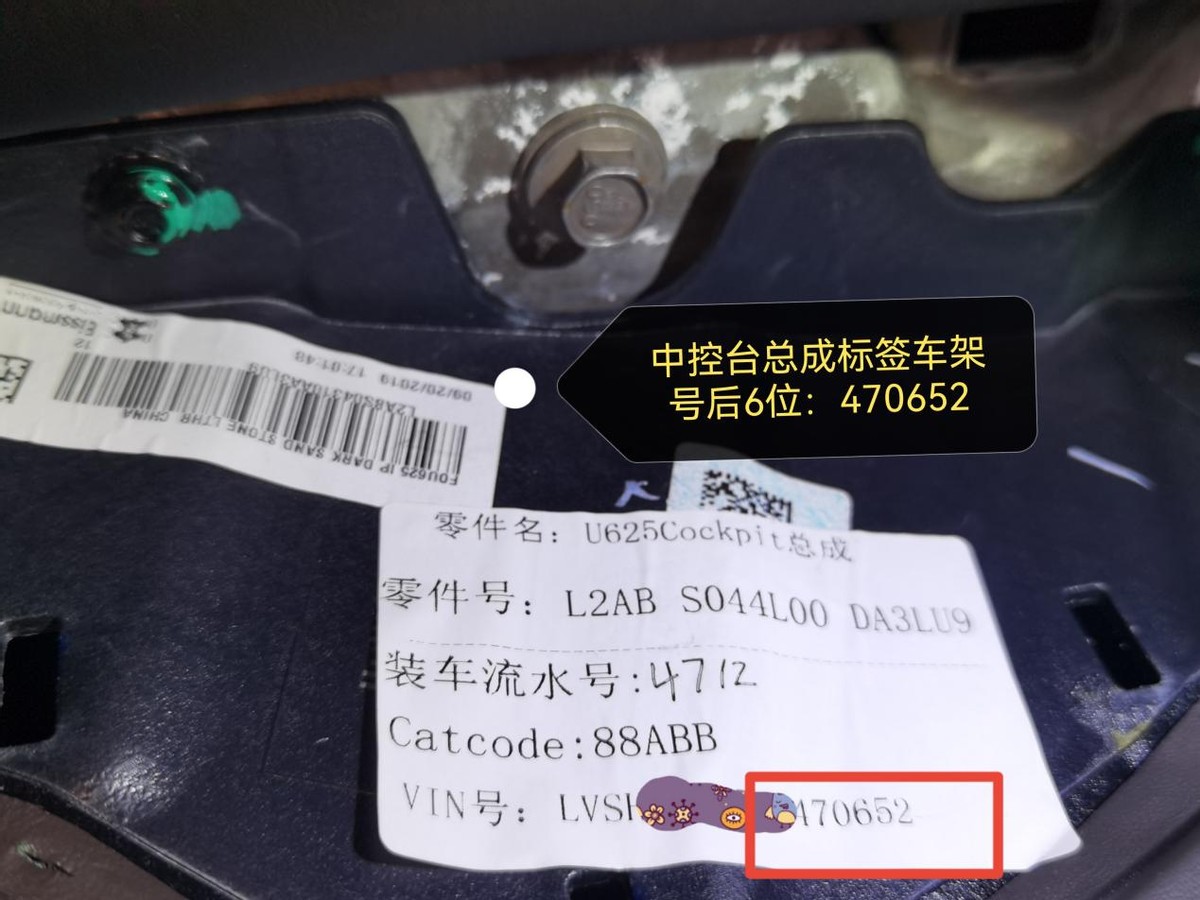 中控台总成标签车架
号后6位：470652
Eissmann
12
09/20/2019 17:01:48
FDU625 IP DARK SAND STONE LTHR CHINA
零件名：U625Cockpit总成
零件号：L2AB S044L00 DA3LU9
装车流水号:4712
Catcode:88ABB
VIN号：LVSH 470652